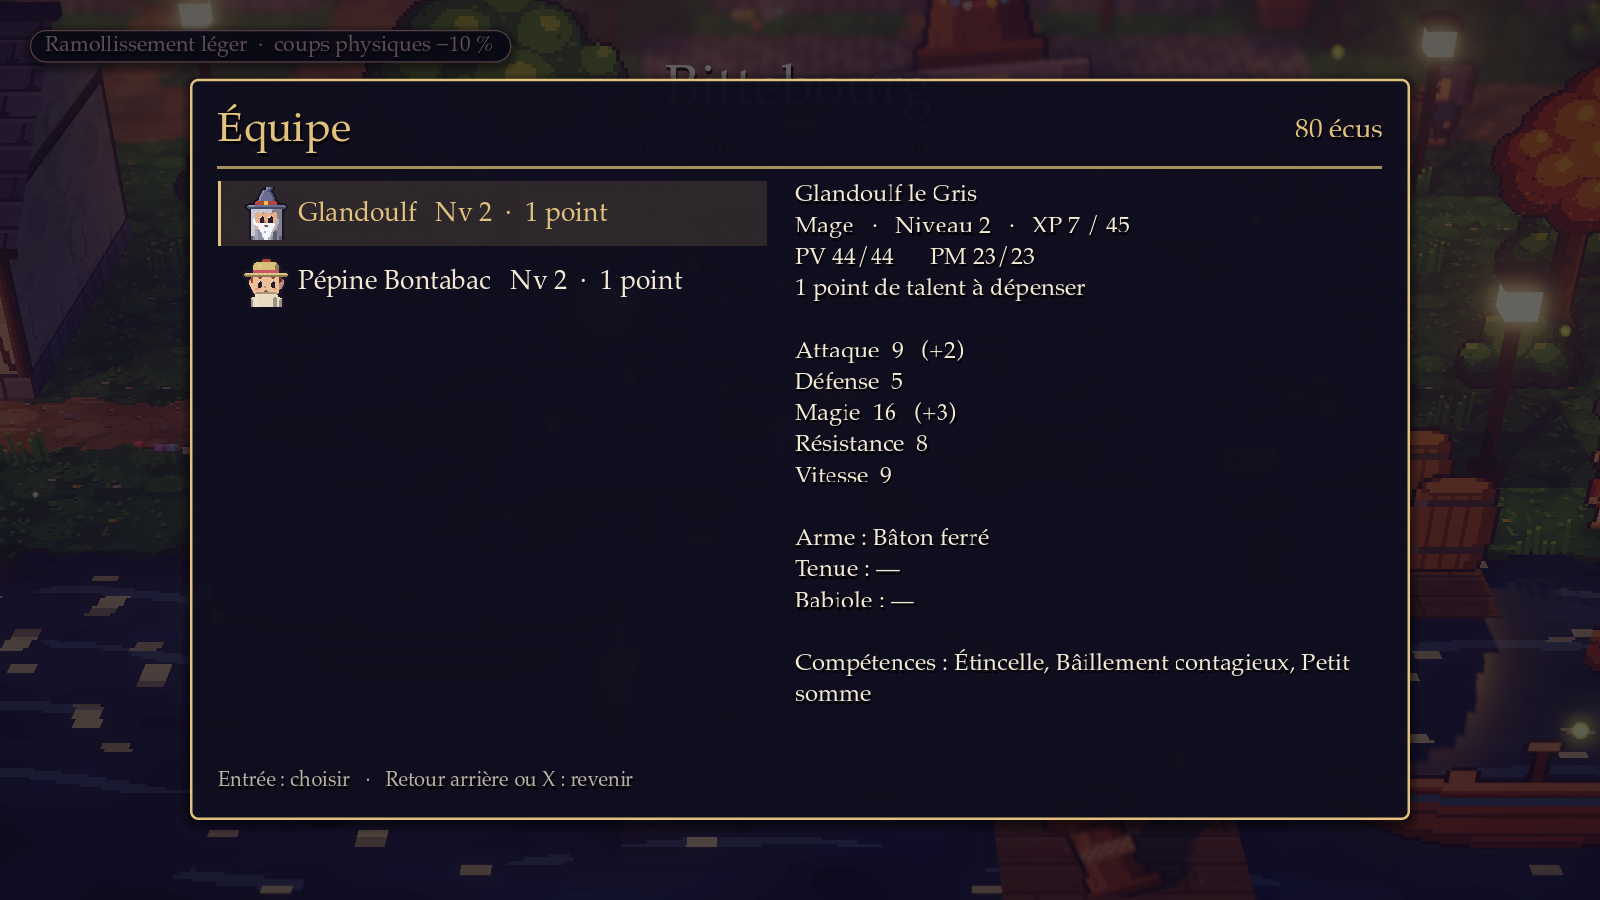 Ramollissement léger · coups physiques −10 %
Bittebourg
Équipe
80 écus
Glandoulf Nv 2 · 1 point
Pépine Bontabac Nv 2 · 1 point
Glandoulf le Gris
Mage · Niveau 2 · XP 7 / 45
PV 44/44 PM 23/23
1 point de talent à dépenser
Attaque 9 (+2)
Défense 5
Magie 16 (+3)
Résistance 8
Vitesse 9
Arme : Bâton ferré
Tenue : —
Babiole : —
Compétences : Étincelle, Bâillement contagieux, Petit
somme
Entrée : choisir · Retour arrière ou X : revenir